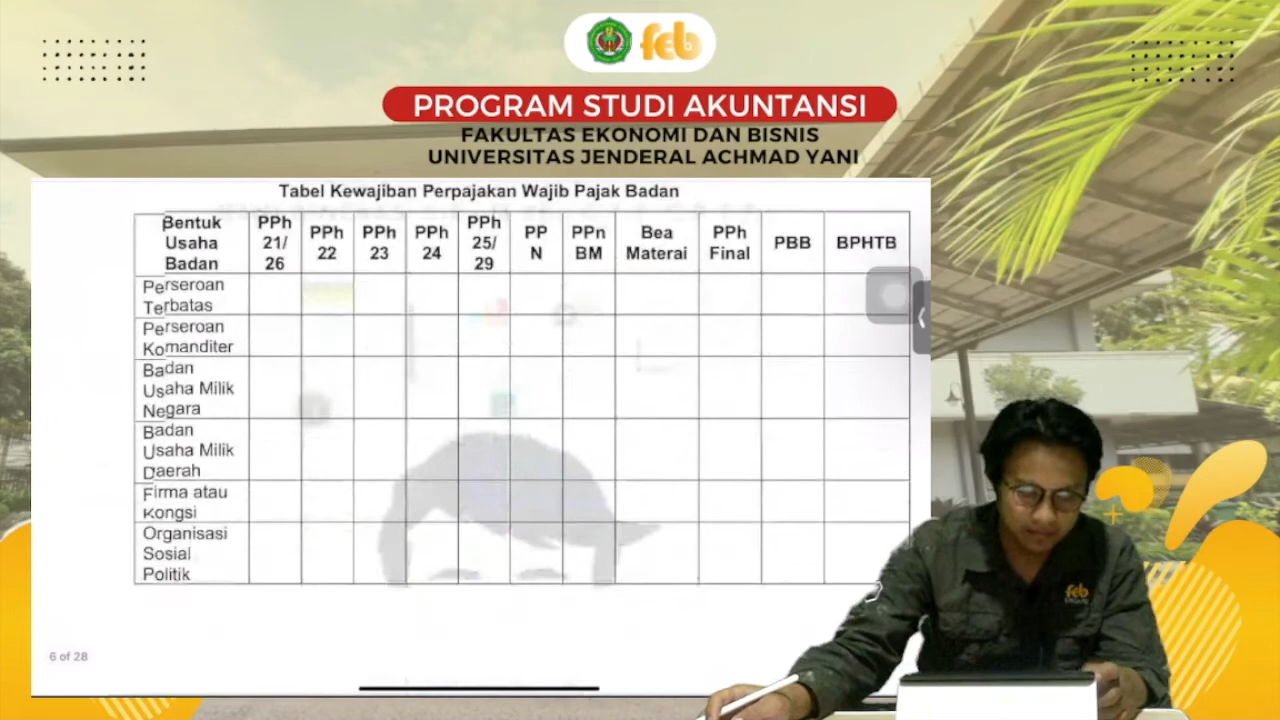 feb
PROGRAM STUDI AKUNTANSI
FAKULTAS EKONOMI DAN BISNIS
UNIVERSITAS JENDERAL ACHMAD YANI
Tabel Kewajiban Perpajakan Wajib Pajak Badan
Bentuk Usaha Badan
PPh 21/ 26
PPh 22
PPh 23
PPh 24
PPh 25/ 29
PP N
PPn BM
Bea Materai
PPh Final
PBB
BPHTB
Perseroan
Terbatas
Perseroan
Komanditer
Badan
Usaha Milik
Negara
Badan
Usaha Milik
Daerah
Firma atau
Kongsi
Organisasi
Sosial
Politik
6 of 28
feb